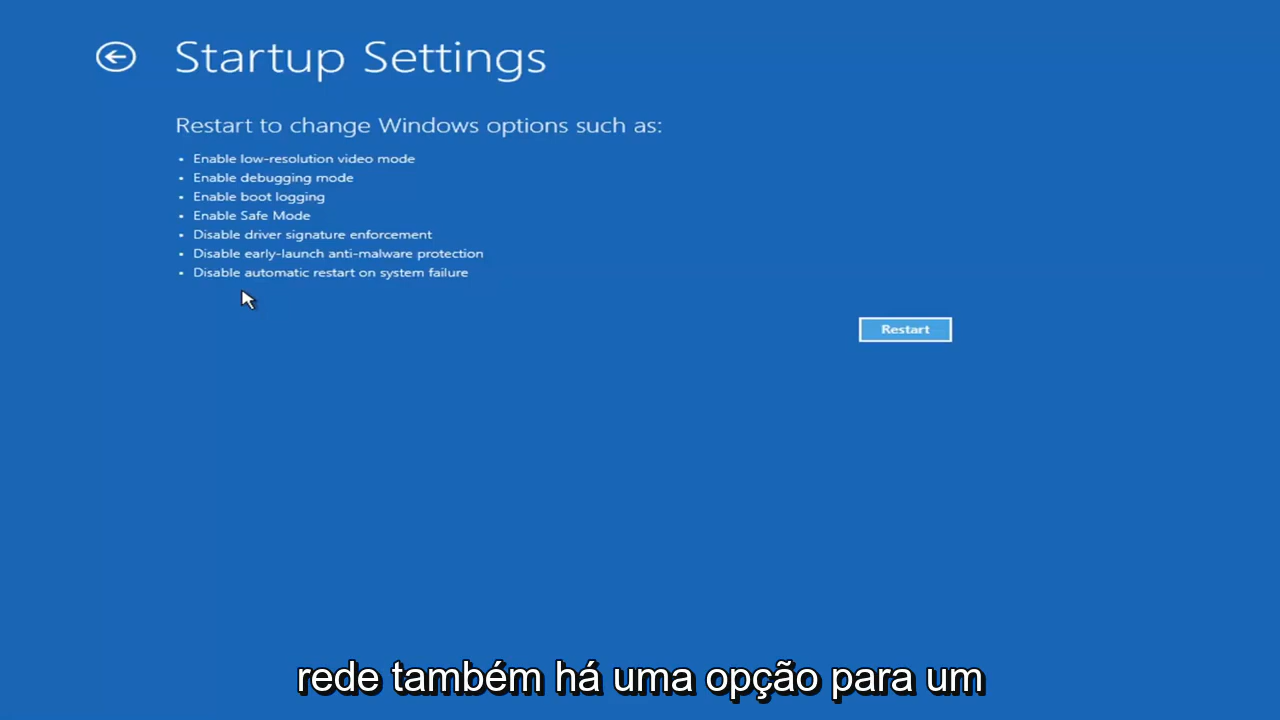 Startup Settings
Restart to change Windows options such as:
• Enable low-resolution video mode
• Enable debugging mode
• Enable boot logging
• Enable Safe Mode
• Disable driver signature enforcement
• Disable early-launch anti-malware protection
• Disable automatic restart on system failure
Restart
rede também há uma opção para um